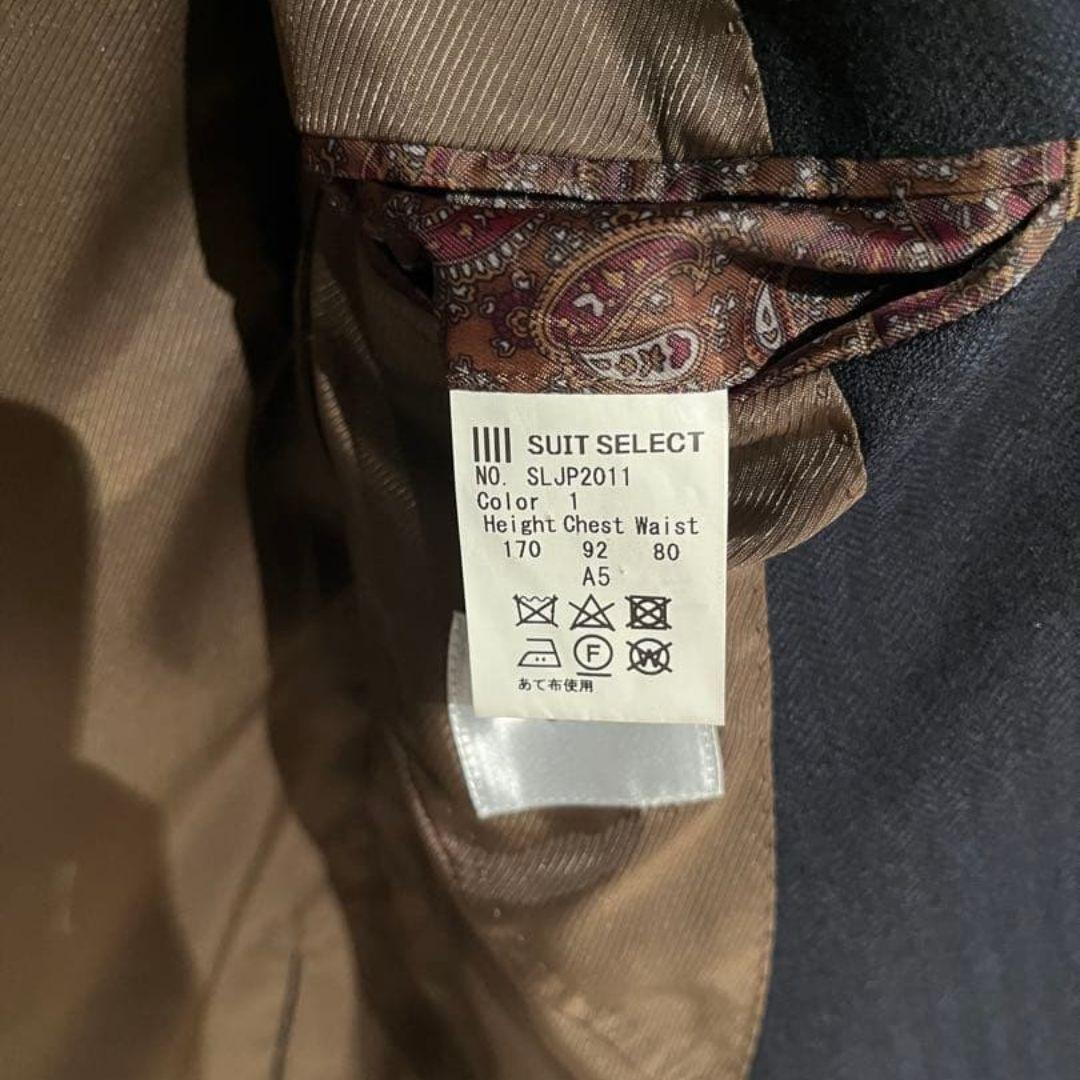 SUIT SELECT
NO. SLJP2011
Color 1
Height Chest Waist
170 92 80
A5
F W
あて布使用